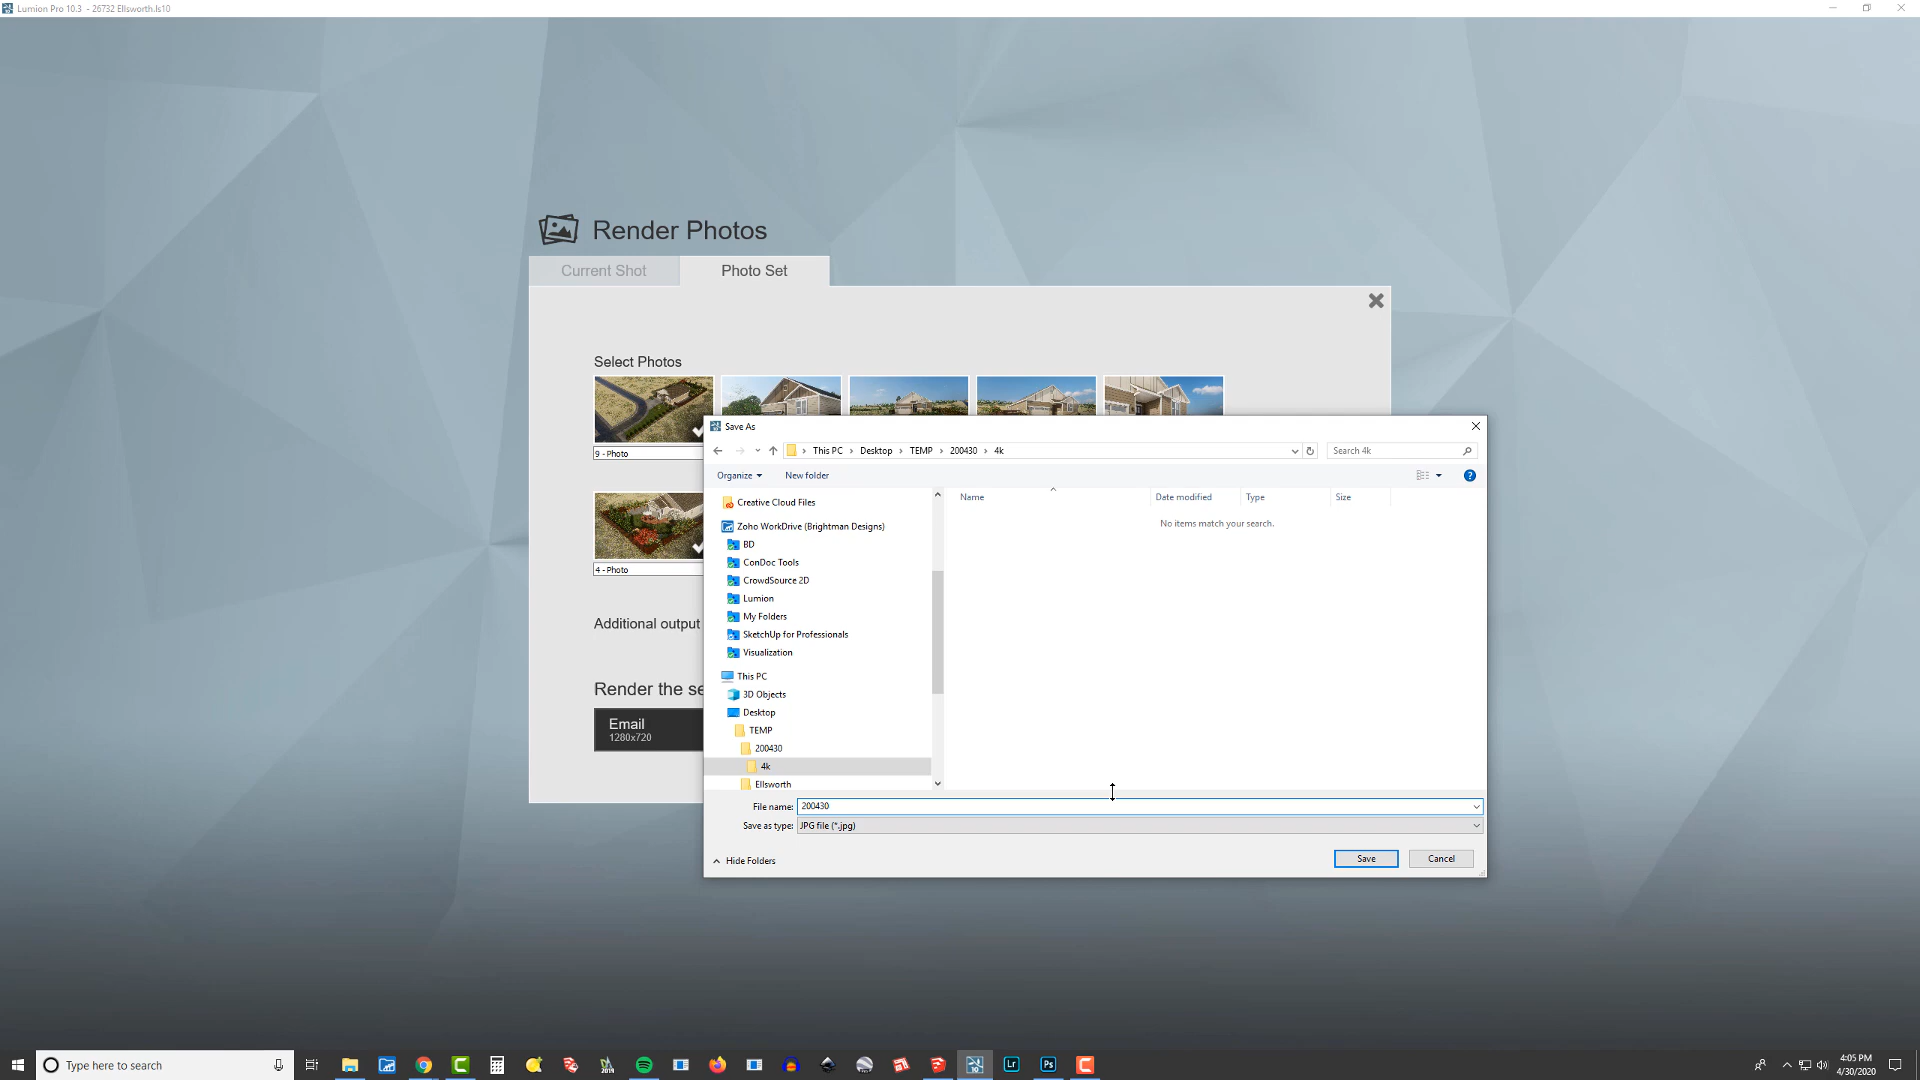 Lumion Pro 10.3 - 26732 Ellsworth.ls10
Render Photos
Current Shot
Photo Set
Select Photos
9 - Photo
4 - Photo
Additional output
Render the se
Email
1280x720
Save As
This PC > Desktop > TEMP > 200430 > 4k
Search 4k
Organize
New folder
Name
Date modified
Type
Size
No items match your search.
Creative Cloud Files
Zoho WorkDrive (Brightman Designs)
BD
ConDoc Tools
CrowdSource 2D
Lumion
My Folders
SketchUp for Professionals
Visualization
This PC
3D Objects
Desktop
TEMP
200430
4k
Ellsworth
File name: 200430
Save as type: JPG file (*.jpg)
Hide Folders
Save
Cancel
Type here to search
2019
10
Lr
Ps
4:05 PM
4/30/2020